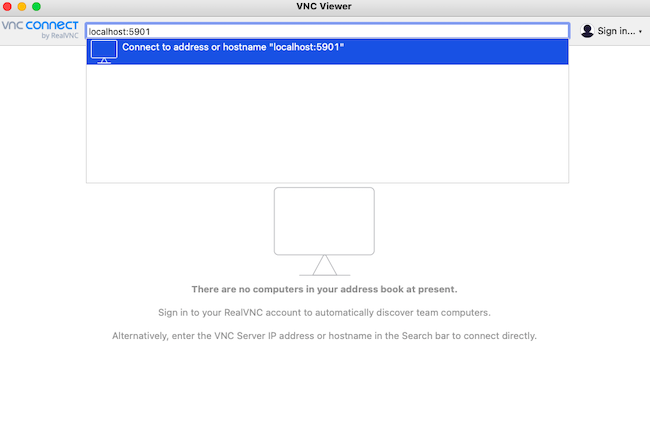 VNC Viewer
VNC CONNECT
by RealVNC
localhost:5901
Sign in...
Connect to address or hostname "localhost:5901"
There are no computers in your address book at present.
Sign in to your RealVNC account to automatically discover team computers.
Alternatively, enter the VNC Server IP address or hostname in the Search bar to connect directly.